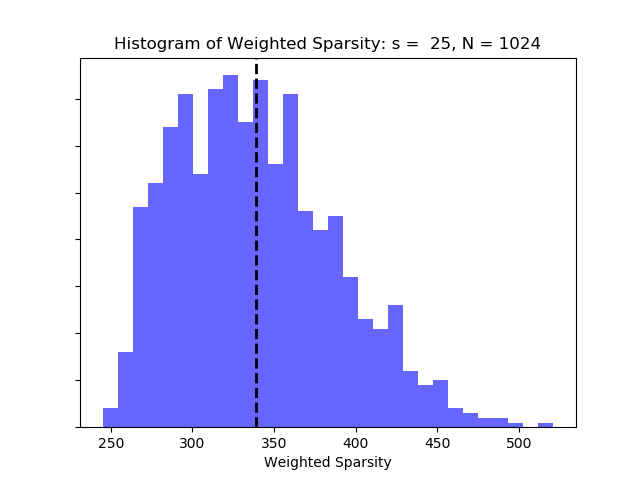 Histogram of Weighted Sparsity: s =  25, N = 1024
250 300 350 400 450 500
Weighted Sparsity